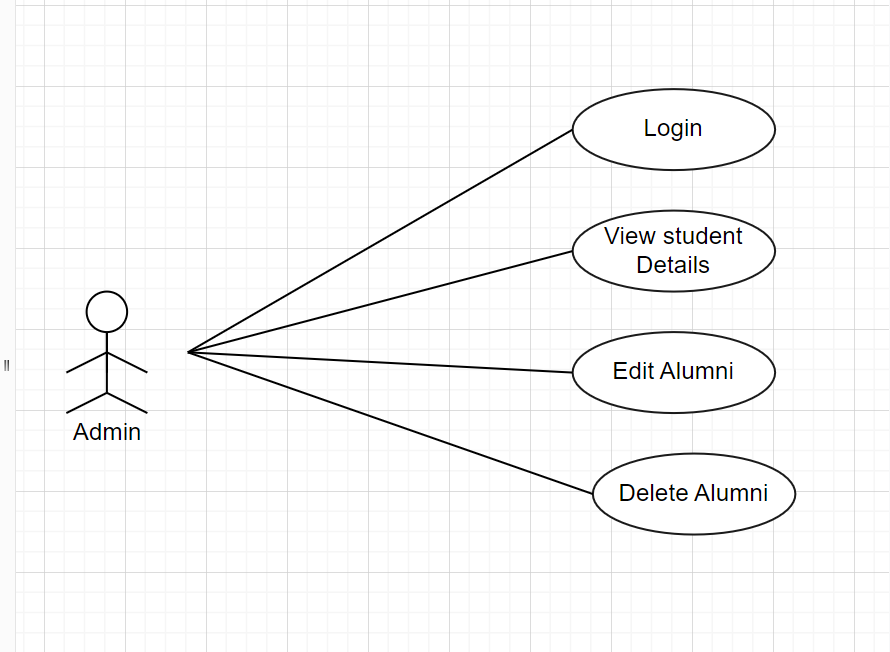 Login
View student
Details
Edit Alumni
Delete Alumni
Admin